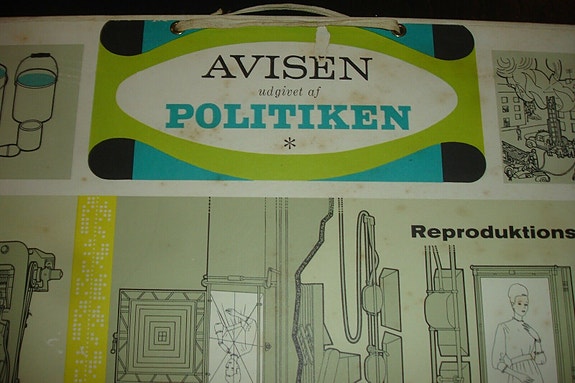 AVISEN
udgivet af
POLITIKEN
*
Reproduktions